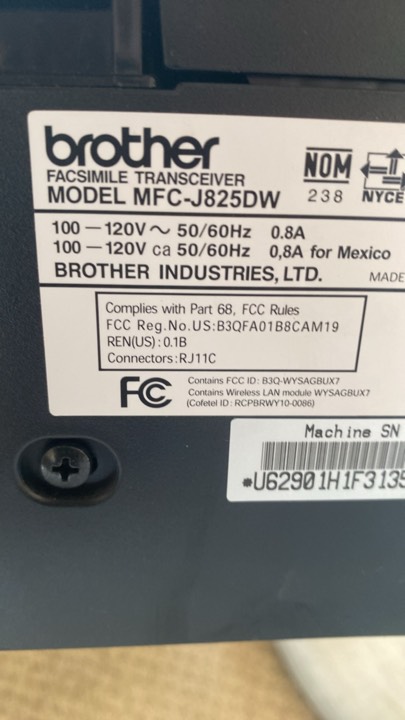 brother
FACSIMILE TRANSCEIVER
MODEL MFC-J825DW
NOM
238
NYCE
100 — 120V ~ 50/60Hz 0.8A
100 — 120V ca 50/60Hz 0,8A for Mexico
BROTHER INDUSTRIES, LTD.
MADE
Complies with Part 68, FCC Rules
FCC Reg.No.US:B3QFA01B8CAM19
REN(US) : 0.1B
Connectors:RJ11C
FC
Contains FCC ID: B3Q-WYSAGBUX7
Contains Wireless LAN module WYSAGBUX7
(Cofetel ID : RCPBRWY10-0086)
Machine SN
*U62901H1F3135